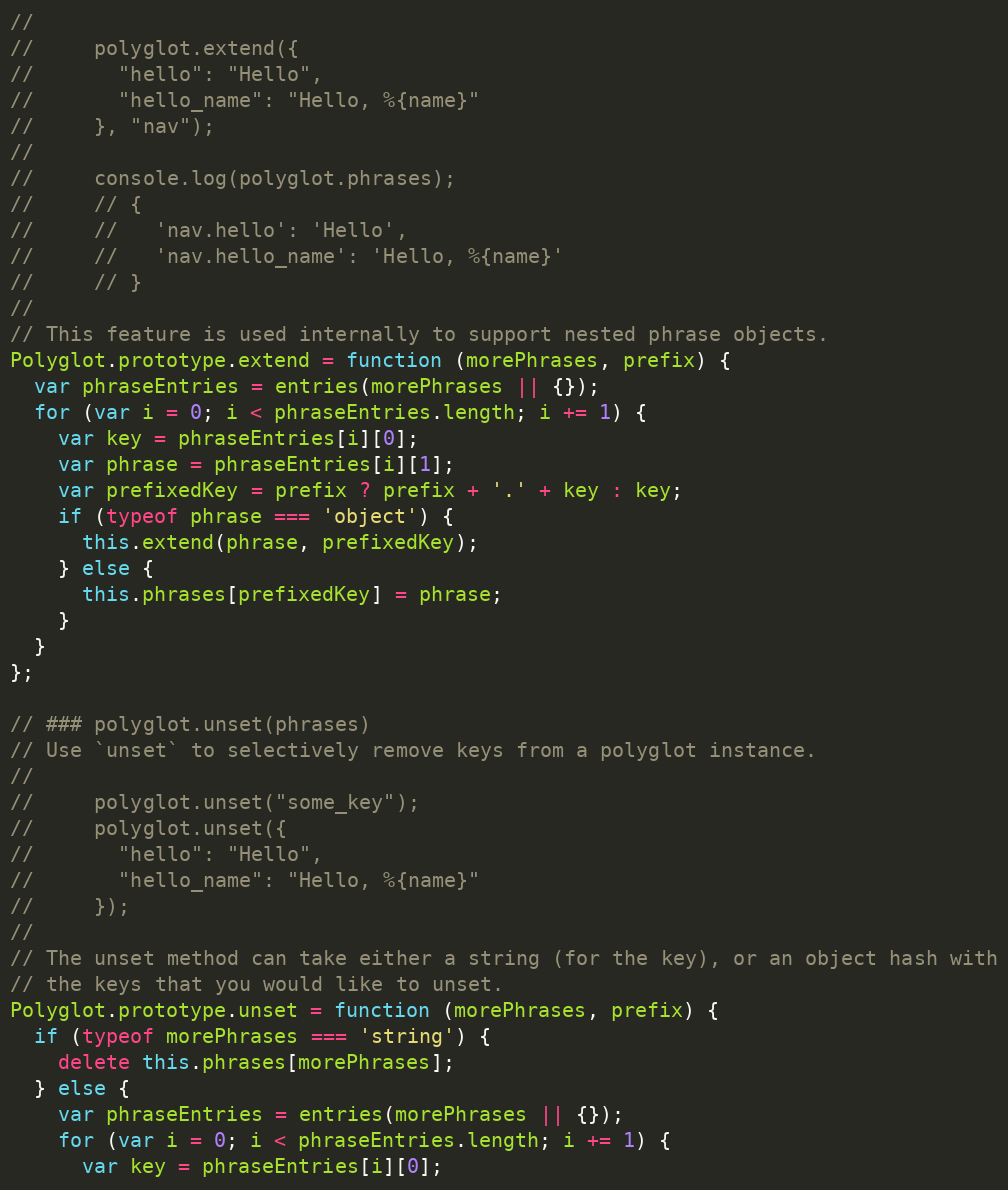 //
//     polyglot.extend({
//       "hello": "Hello",
//       "hello_name": "Hello, %{name}"
//     }, "nav");
//
//     console.log(polyglot.phrases);
//     // {
//     //   'nav.hello': 'Hello',
//     //   'nav.hello_name': 'Hello, %{name}'
//     // }
//
// This feature is used internally to support nested phrase objects.
Polyglot.prototype.extend = function (morePhrases, prefix) {
  var phraseEntries = entries(morePhrases || {});
  for (var i = 0; i < phraseEntries.length; i += 1) {
    var key = phraseEntries[i][0];
    var phrase = phraseEntries[i][1];
    var prefixedKey = prefix ? prefix + '.' + key : key;
    if (typeof phrase === 'object') {
      this.extend(phrase, prefixedKey);
    } else {
      this.phrases[prefixedKey] = phrase;
    }
  }
};

// ### polyglot.unset(phrases)
// Use `unset` to selectively remove keys from a polyglot instance.
//
//     polyglot.unset("some_key");
//     polyglot.unset({
//       "hello": "Hello",
//       "hello_name": "Hello, %{name}"
//     });
//
// The unset method can take either a string (for the key), or an object hash with
// the keys that you would like to unset.
Polyglot.prototype.unset = function (morePhrases, prefix) {
  if (typeof morePhrases === 'string') {
    delete this.phrases[morePhrases];
  } else {
    var phraseEntries = entries(morePhrases || {});
    for (var i = 0; i < phraseEntries.length; i += 1) {
      var key = phraseEntries[i][0];